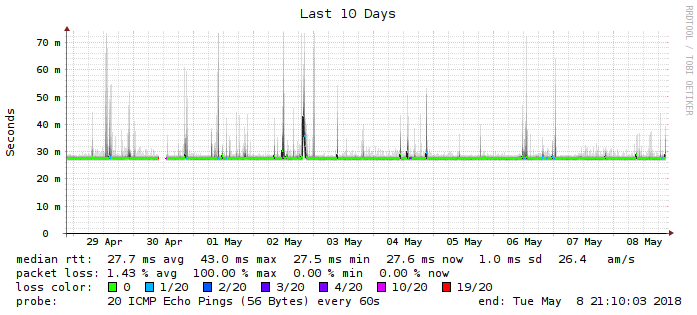 Last 10 Days
RRDTOOL / TOBI OETIKER
Seconds
70 m
60 m
50 m
40 m
30 m
20 m
10 m
0
29 Apr 30 Apr 01 May 02 May 03 May 04 May 05 May 06 May 07 May 08 May
median rtt: 27.7 ms avg 43.0 ms max 27.5 ms min 27.6 ms now 1.0 ms sd 26.4 am/s
packet loss: 1.43 % avg 100.00 % max 0.00 % min 0.00 % now
loss color: 0 1/20 2/20 3/20 4/20 10/20 19/20
probe: 20 ICMP Echo Pings (56 Bytes) every 60s end: Tue May 8 21:10:03 2018